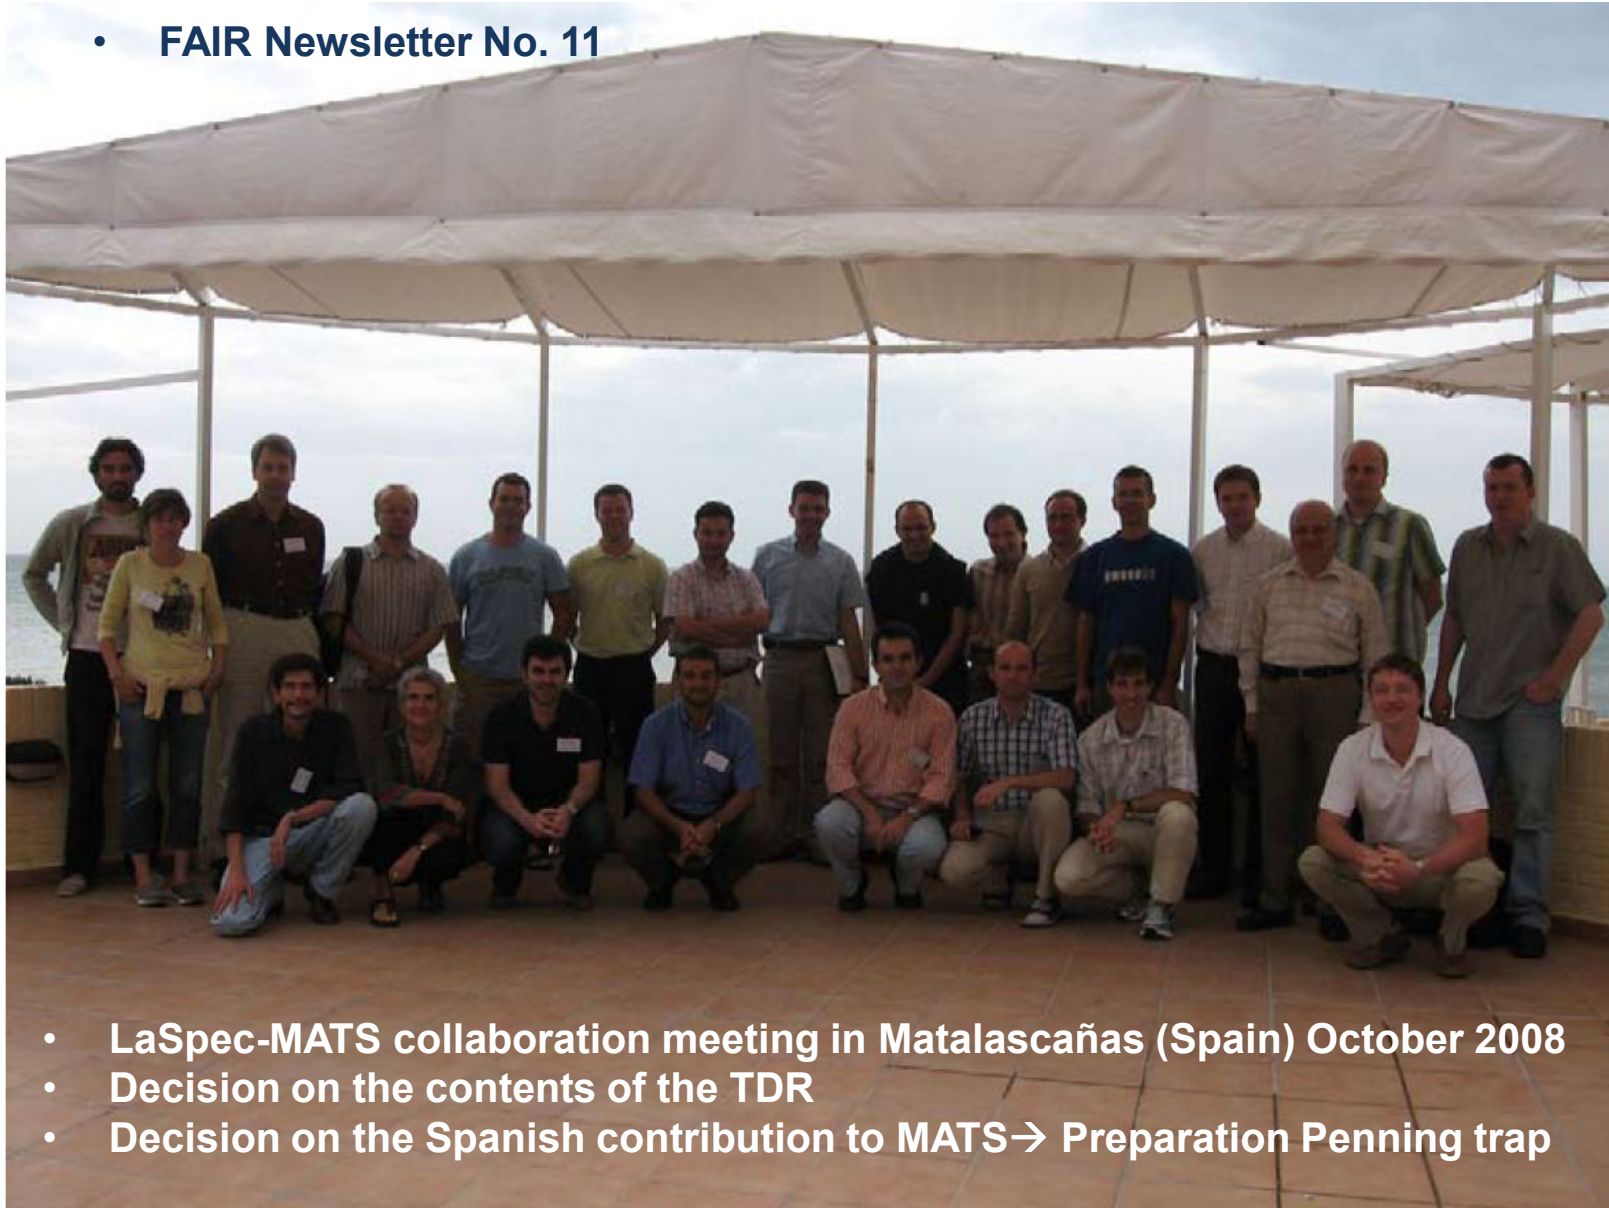 • FAIR Newsletter No. 11
• LaSpec-MATS collaboration meeting in Matalascañas (Spain) October 2008
• Decision on the contents of the TDR
• Decision on the Spanish contribution to MATS→ Preparation Penning trap